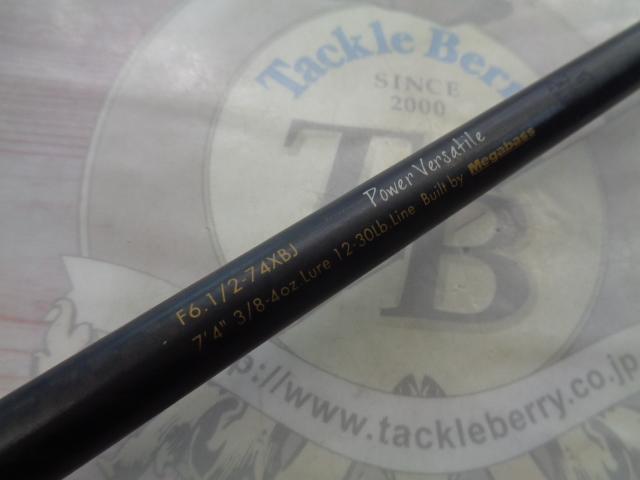 Tackle Berry
SINCE
2000
TB
Power Versatile
F6.1/2-74XBJ
7'4" 3/8-4oz.Lure 12-30Lb.Line Built by Megabass
http://www.tackleberry.co.jp